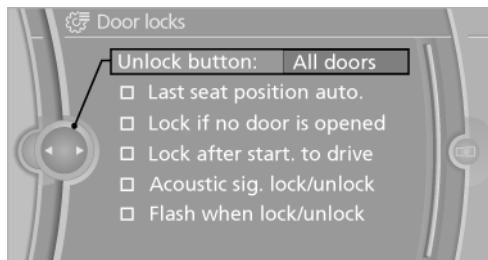 Door locks
Unlock button: All doors
Last seat position auto.
Lock if no door is opened
Lock after start. to drive
Acoustic sig. lock/unlock
Flash when lock/unlock